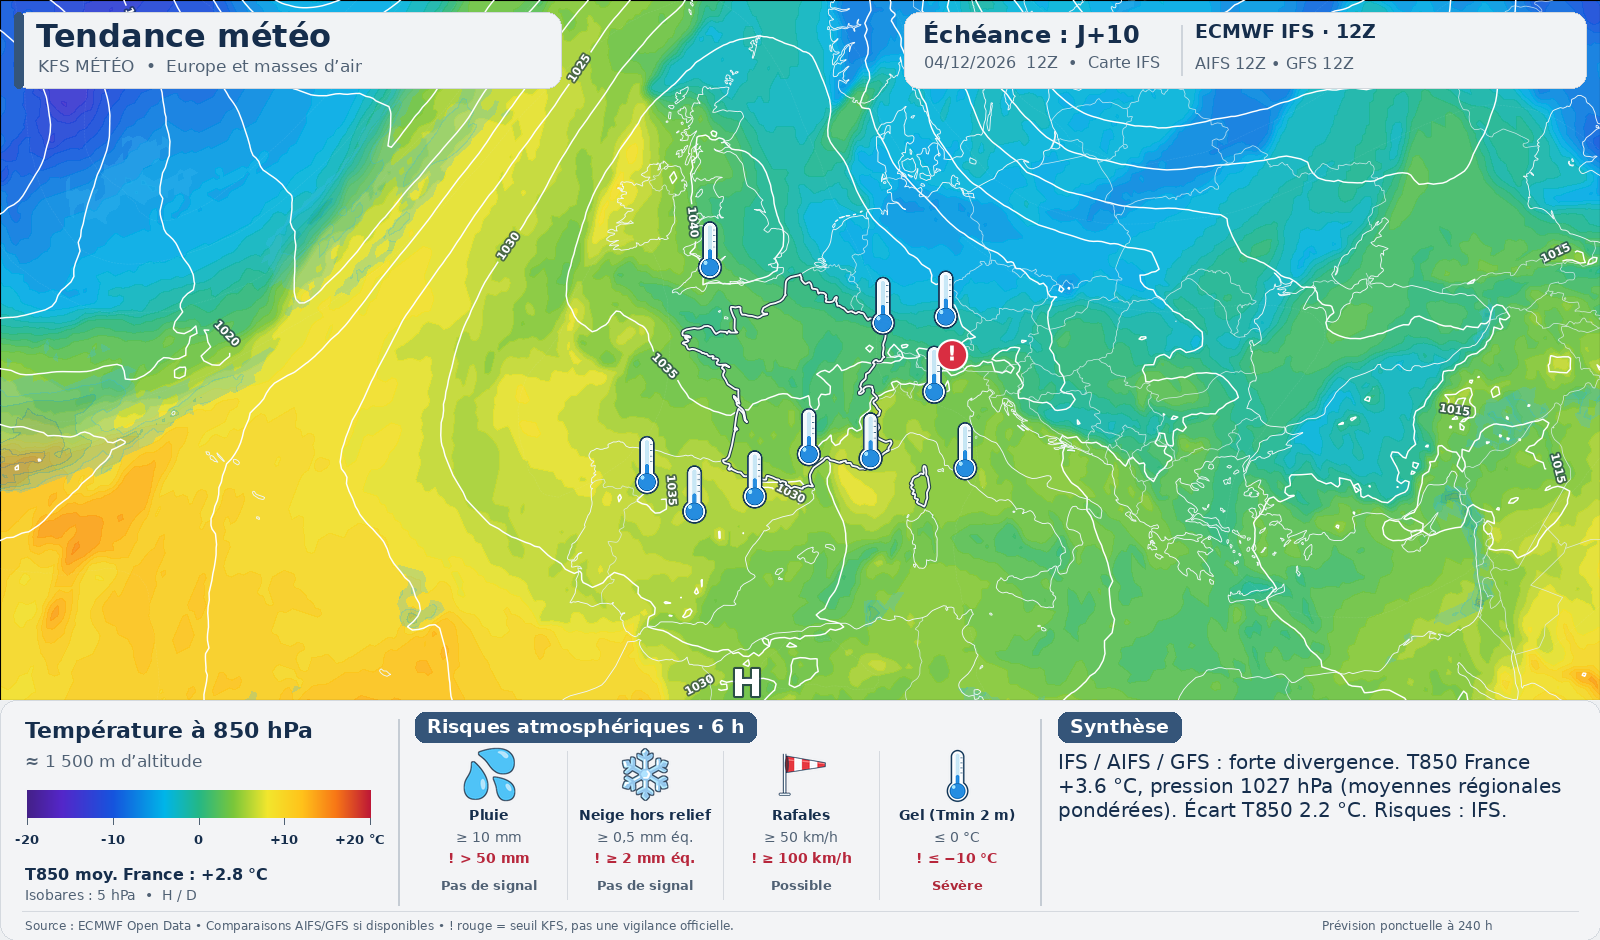 Tendance météo
KFS MÉTÉO • Europe et masses d’air
Échéance : J+10
04/12/2026 12Z • Carte IFS
ECMWF IFS · 12Z
AIFS 12Z • GFS 12Z
1025
1040
1030
1015
1020
1035
1015
1015
1035
1030
!
1030
H
Température à 850 hPa
≈ 1 500 m d’altitude
-20 -10 0 +10 +20 °C
T850 moy. France : +2.8 °C
Isobares : 5 hPa • H / D
Risques atmosphériques · 6 h
Pluie
≥ 10 mm
! > 50 mm
Pas de signal
Neige hors relief
≥ 0,5 mm éq.
! ≥ 2 mm éq.
Pas de signal
Rafales
≥ 50 km/h
! ≥ 100 km/h
Possible
Gel (Tmin 2 m)
≤ 0 °C
! ≤ −10 °C
Sévère
Synthèse
IFS / AIFS / GFS : forte divergence. T850 France
+3.6 °C, pression 1027 hPa (moyennes régionales
pondérées). Écart T850 2.2 °C. Risques : IFS.
Source : ECMWF Open Data • Comparaisons AIFS/GFS si disponibles • ! rouge = seuil KFS, pas une vigilance officielle.
Prévision ponctuelle à 240 h